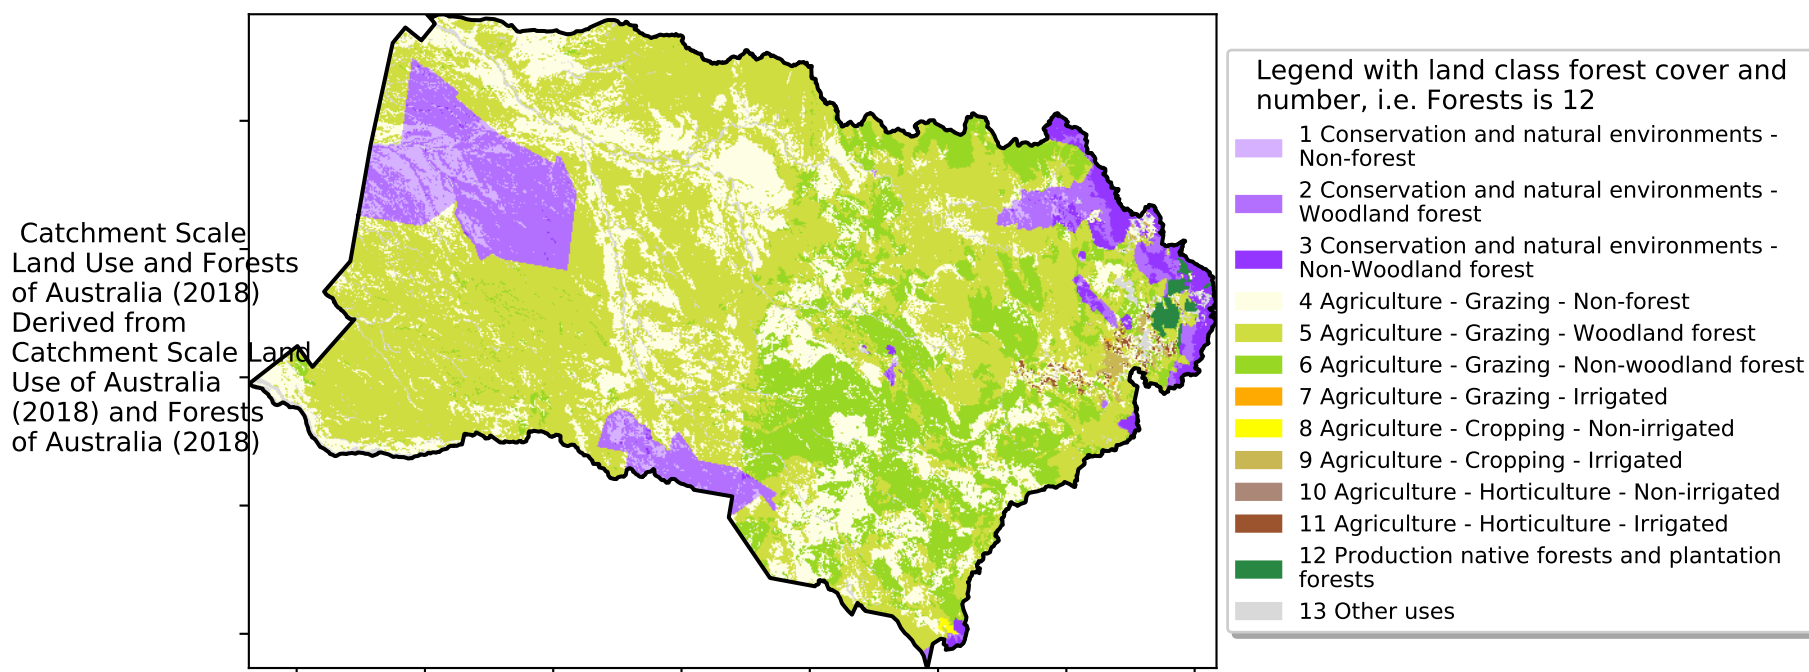 Catchment Scale
Land Use and Forests
of Australia (2018)
Derived from
Catchment Scale Land
Use of Australia
(2018) and Forests
of Australia (2018)
Legend with land class forest cover and
number, i.e. Forests is 12
1 Conservation and natural environments -
Non-forest
2 Conservation and natural environments -
Woodland forest
3 Conservation and natural environments -
Non-Woodland forest
4 Agriculture - Grazing - Non-forest
5 Agriculture - Grazing - Woodland forest
6 Agriculture - Grazing - Non-woodland forest
7 Agriculture - Grazing - Irrigated
8 Agriculture - Cropping - Non-irrigated
9 Agriculture - Cropping - Irrigated
10 Agriculture - Horticulture - Non-irrigated
11 Agriculture - Horticulture - Irrigated
12 Production native forests and plantation
forests
13 Other uses